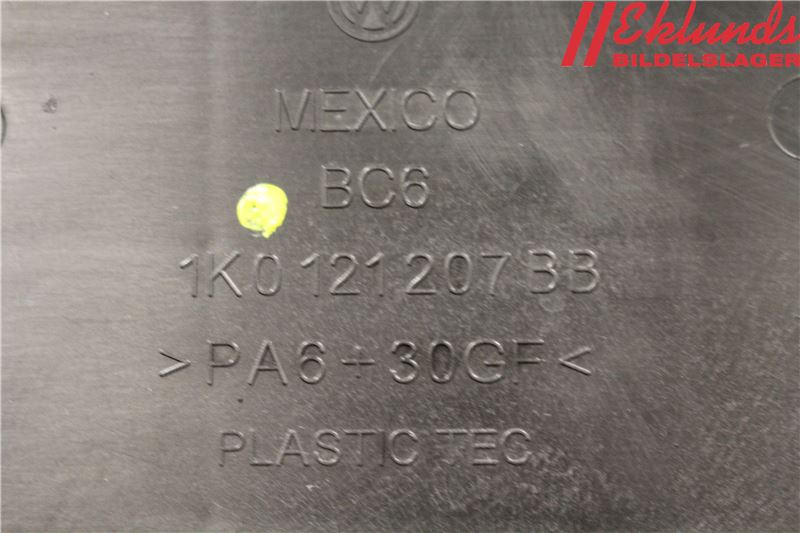 Eklunds
BILDELSLAGER
MEXICO
BC6
1K0 121 207 BB
>PA6+30GF<
PLASTIC TEC